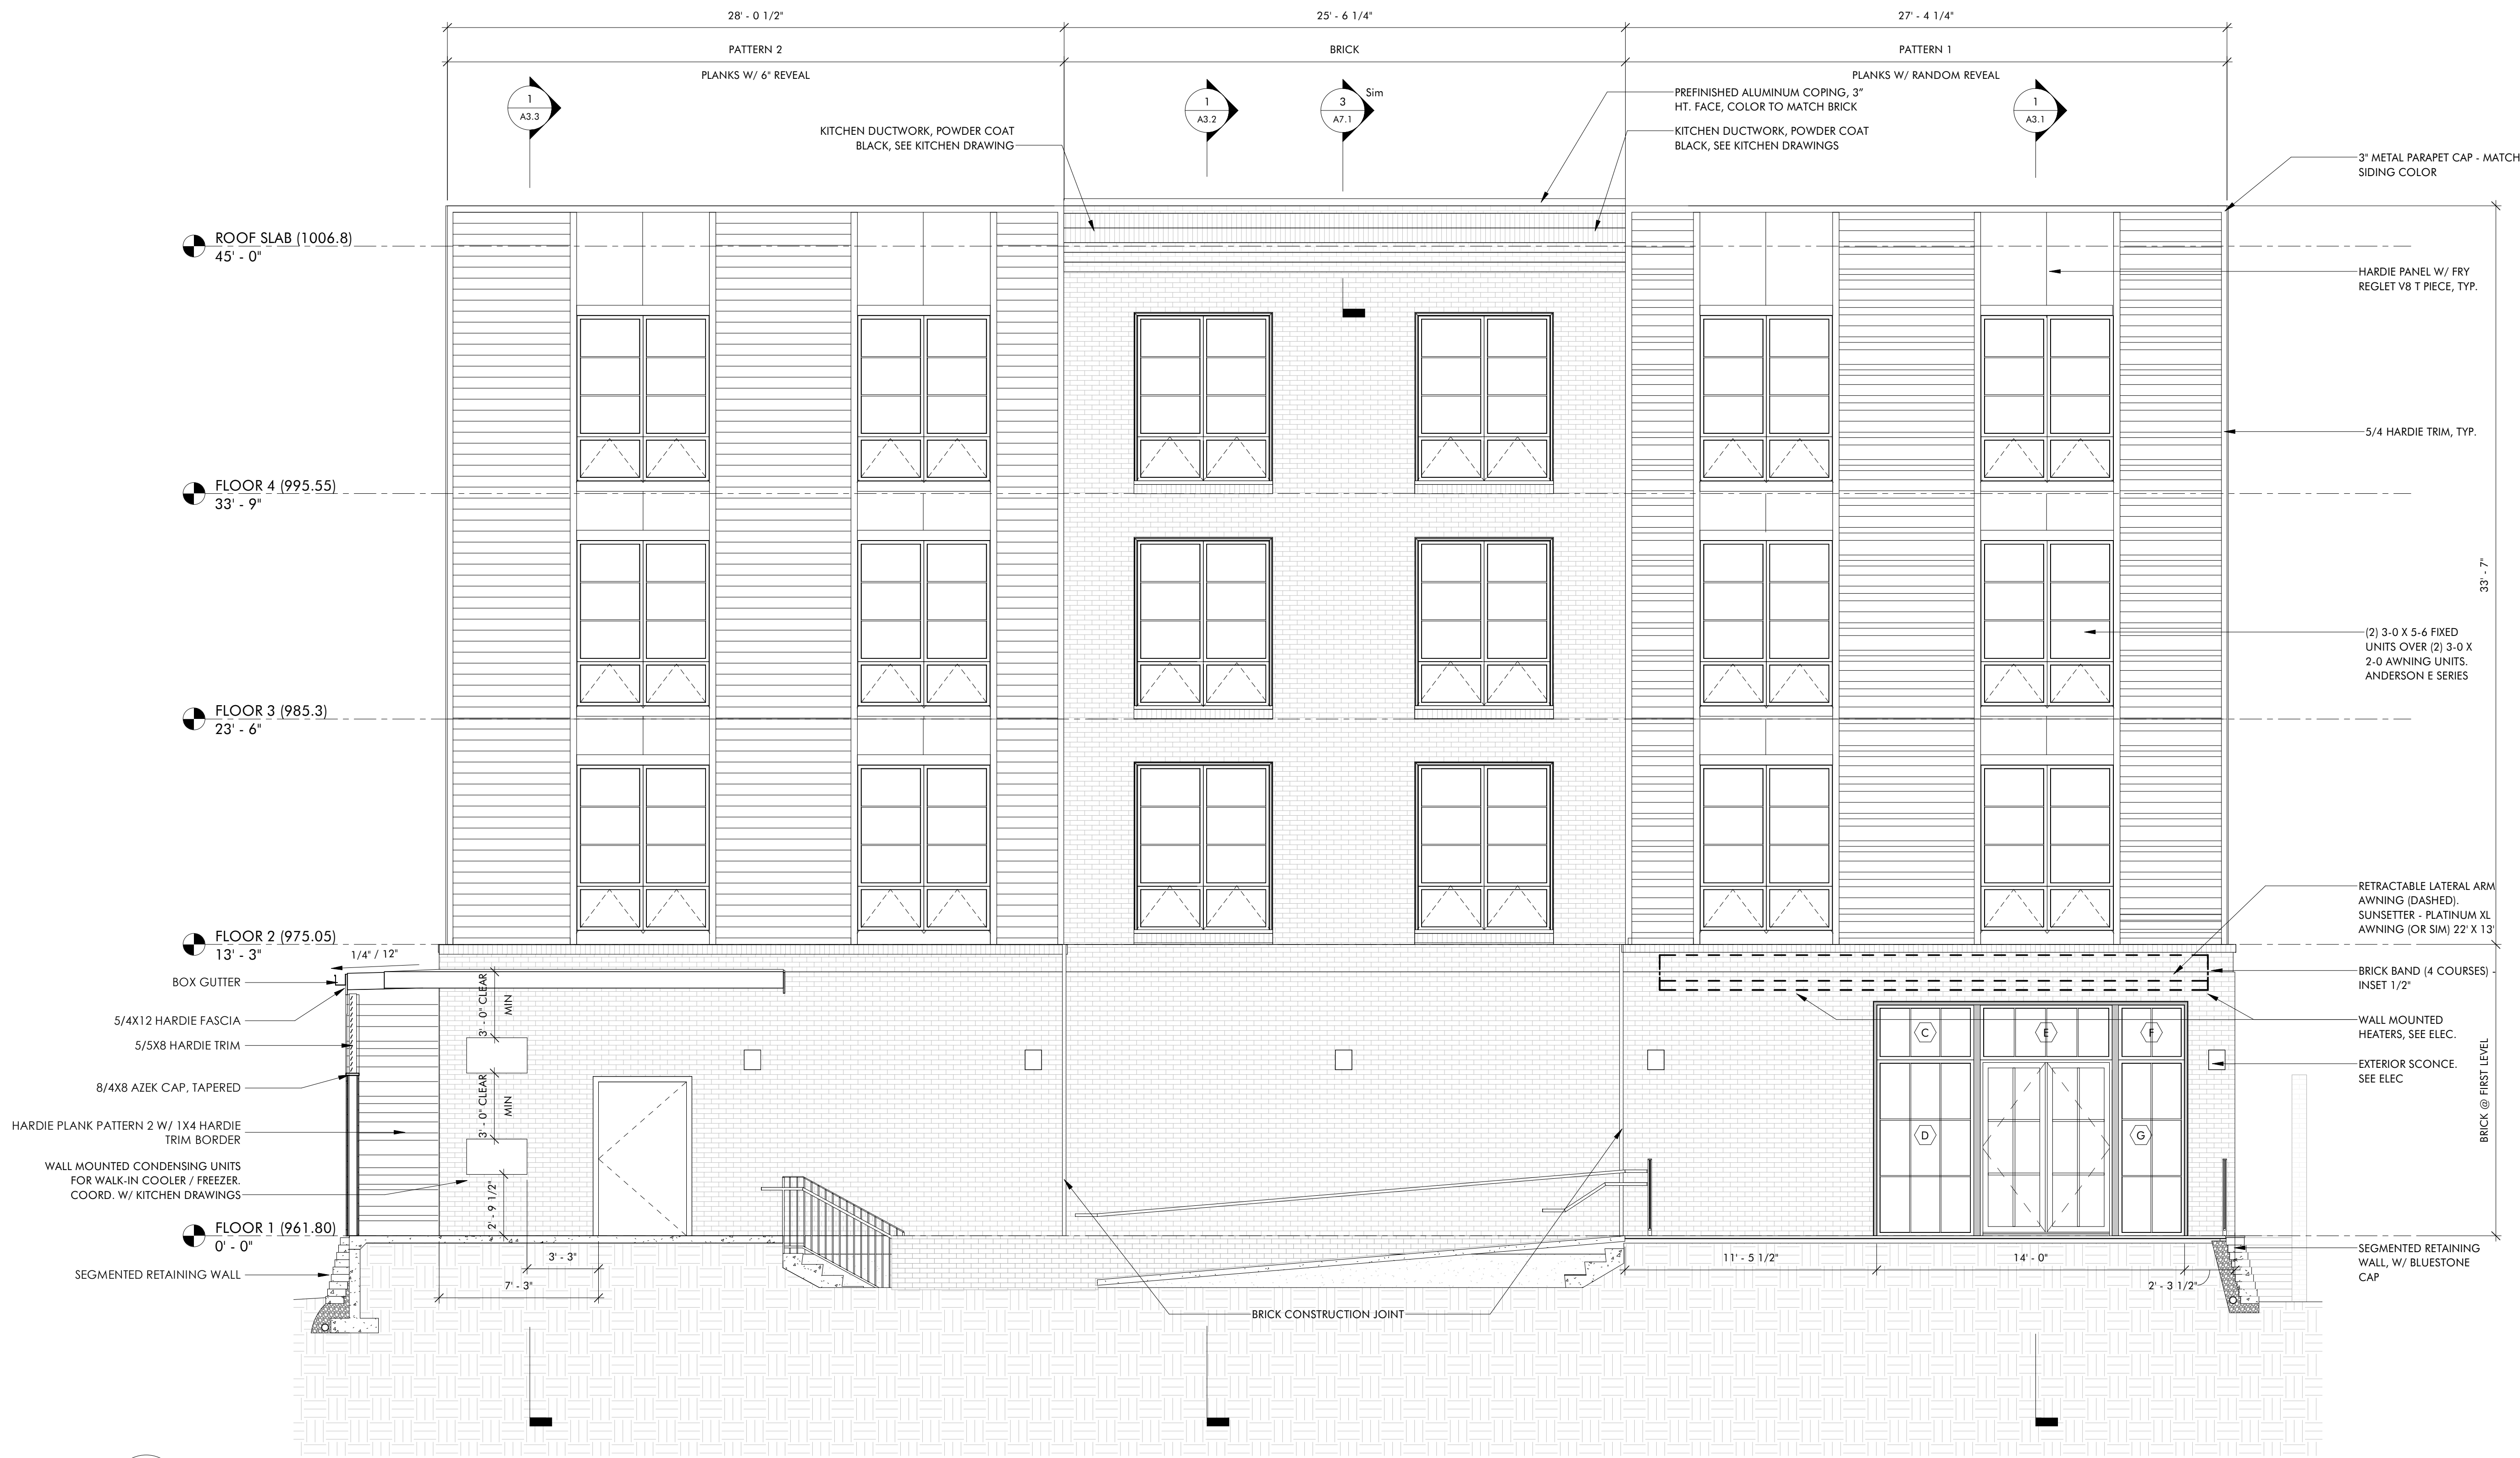 28' - 0 1/2"
25' - 6 1/4"
27' - 4 1/4"
PATTERN 2
BRICK
PATTERN 1
PLANKS W/ 6" REVEAL
PLANKS W/ RANDOM REVEAL
1
A3.3
1
A3.2
3
A7.1
Sim
1
A3.1
PREFINISHED ALUMINUM COPING, 3"
HT. FACE, COLOR TO MATCH BRICK
KITCHEN DUCTWORK, POWDER COAT
BLACK, SEE KITCHEN DRAWING
KITCHEN DUCTWORK, POWDER COAT
BLACK, SEE KITCHEN DRAWINGS
3" METAL PARAPET CAP - MATCH
SIDING COLOR
ROOF SLAB (1006.8)
45' - 0"
HARDIE PANEL W/ FRY
REGLET V8 T PIECE, TYP.
5/4 HARDIE TRIM, TYP.
FLOOR 4 (995.55)
33' - 9"
33' - 7"
(2) 3-0 X 5-6 FIXED
UNITS OVER (2) 3-0 X
2-0 AWNING UNITS.
ANDERSON E SERIES
FLOOR 3 (985.3)
23' - 6"
RETRACTABLE LATERAL ARM
AWNING (DASHED).
SUNSETTER - PLATINUM XL
AWNING (OR SIM) 22' X 13'
FLOOR 2 (975.05)
13' - 3"
1/4" / 12"
BOX GUTTER
BRICK BAND (4 COURSES) -
INSET 1/2"
3' - 0" CLEAR
MIN
5/4X12 HARDIE FASCIA
WALL MOUNTED
HEATERS, SEE ELEC.
C
E
F
5/5X8 HARDIE TRIM
EXTERIOR SCONCE.
SEE ELEC
8/4X8 AZEK CAP, TAPERED
3' - 0" CLEAR
MIN
BRICK @ FIRST LEVEL
HARDIE PLANK PATTERN 2 W/ 1X4 HARDIE
TRIM BORDER
D
G
WALL MOUNTED CONDENSING UNITS
FOR WALK-IN COOLER / FREEZER.
COORD. W/ KITCHEN DRAWINGS
2' - 9 1/2"
FLOOR 1 (961.80)
0' - 0"
3' - 3"
11' - 5 1/2"
14' - 0"
SEGMENTED RETAINING
WALL, W/ BLUESTONE
CAP
SEGMENTED RETAINING WALL
7' - 3"
2' - 3 1/2"
BRICK CONSTRUCTION JOINT